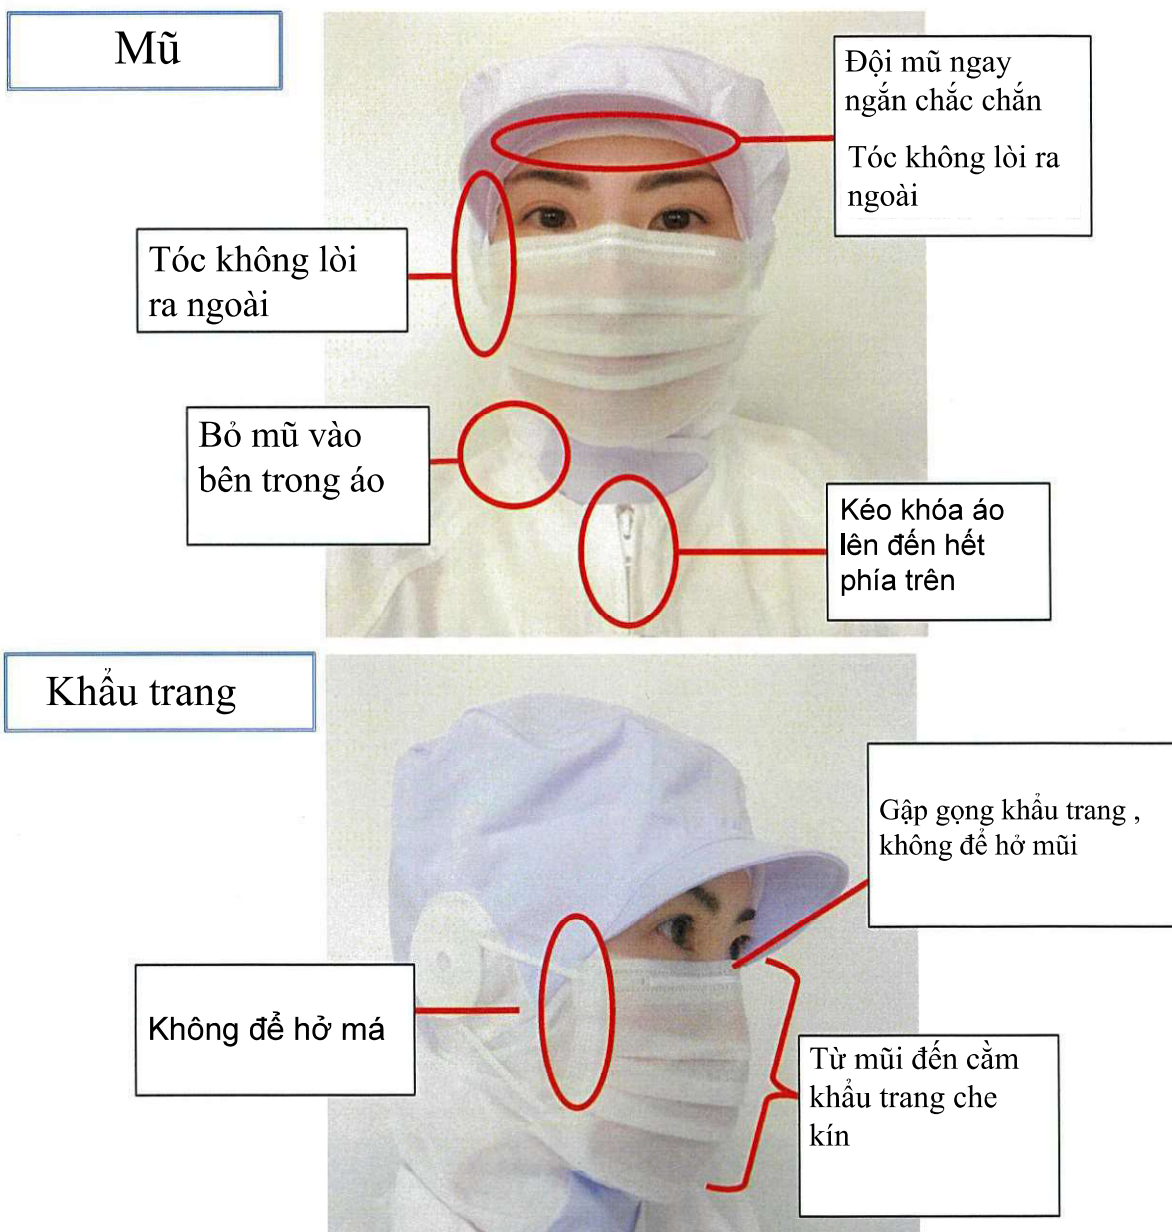 Mũ
Đội mũ ngay
ngắn chắc chắn
Tóc không lòi ra
ngoài
Tóc không lòi
ra ngoài
Bỏ mũ vào
bên trong áo
Kéo khóa áo
lên đến hết
phía trên
Khẩu trang
Gập gọng khẩu trang ,
không để hở mũi
Không để hở má
Từ mũi đến cằm
khẩu trang che
kín